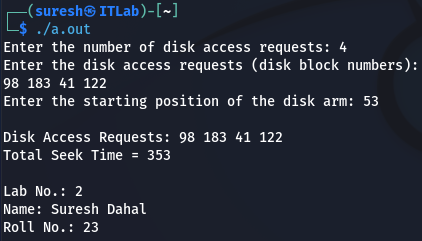 ┌──(suresh㉿ITLab)-[~]
└─$ ./a.out
Enter the number of disk access requests: 4
Enter the disk access requests (disk block numbers):
98 183 41 122
Enter the starting position of the disk arm: 53
Disk Access Requests: 98 183 41 122
Total Seek Time = 353
Lab No.: 2
Name: Suresh Dahal
Roll No.: 23